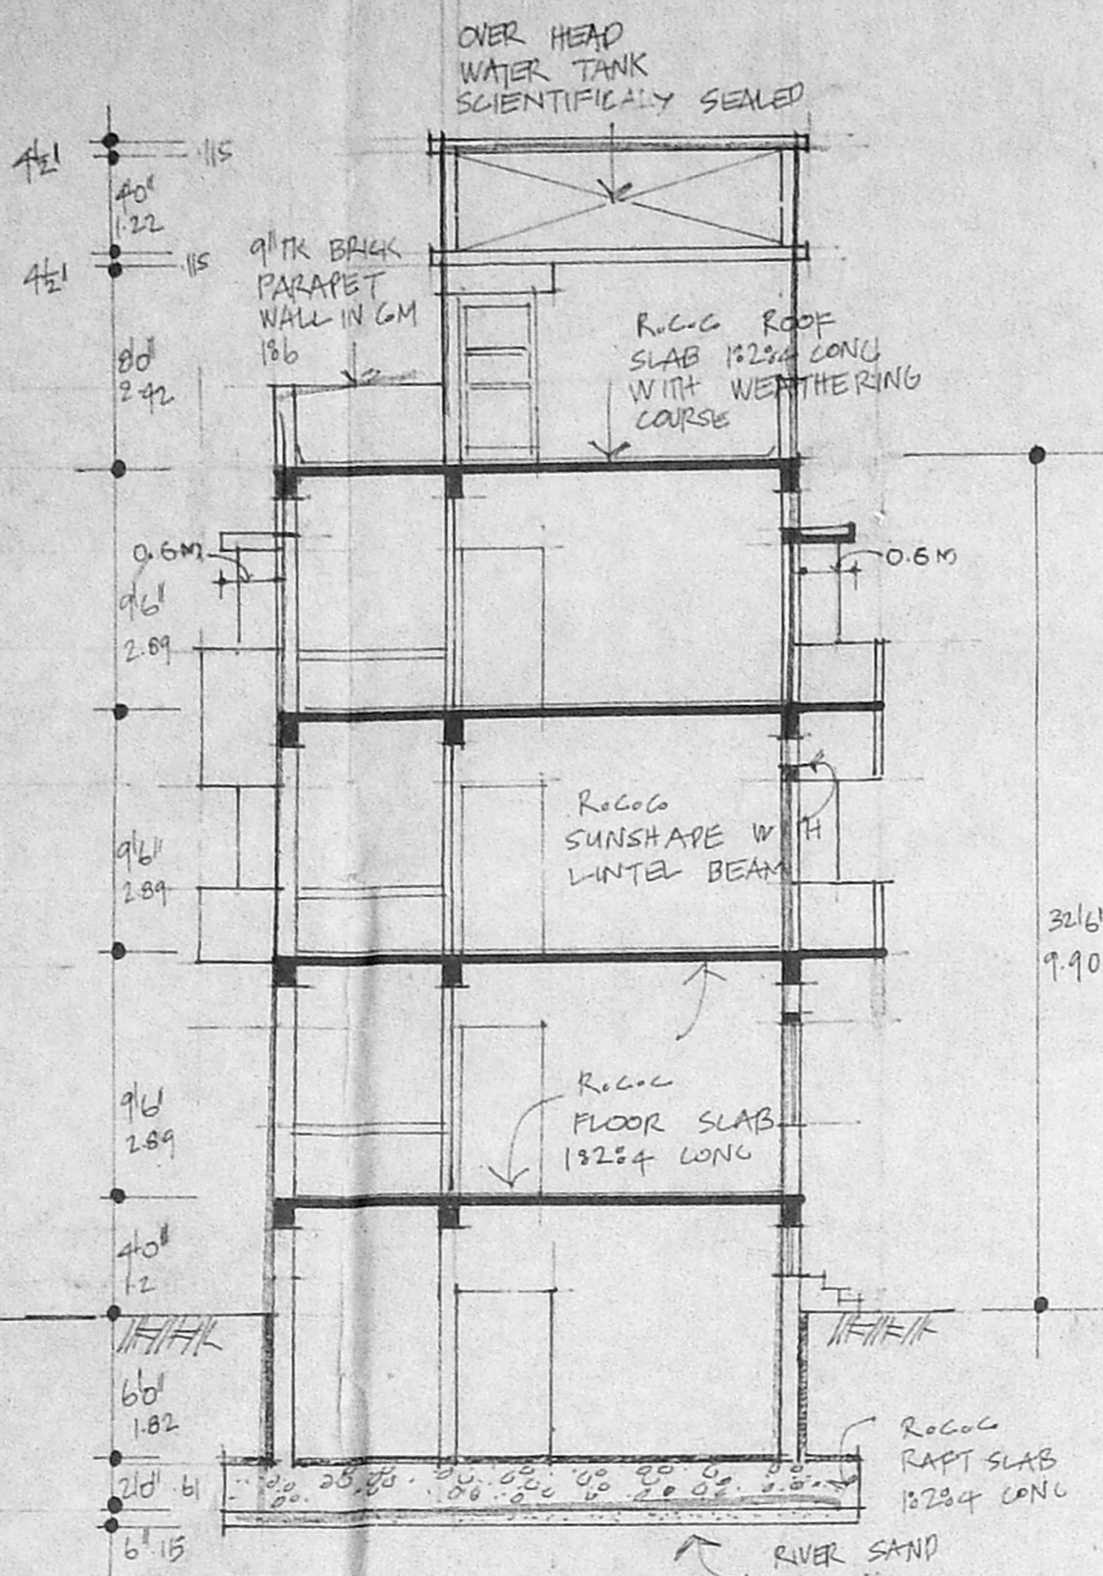 OVER HEAD
WATER TANK
SCIENTIFICALY SEALED
4½"
.115
4'0"
1.22
4½"
.115
9" TK BRICK
PARAPET
WALL IN CM
1:6
R.C.C ROOF
SLAB 1:2:4 CONC
WITH WEATHERING
COURSE
8'0"
2.42
0.6M
0.6M
9'6"
2.89
R.C.C
SUNSHAPE WITH
LINTEL BEAM
9'6"
2.89
32'6"
9.90
R.C.C
FLOOR SLAB
1:2:4 CONC
9'6"
2.89
4'0"
1.2
6'0"
1.82
R.C.C
RAFT SLAB
1:2:4 CONC
2'0" .61
6" .15
RIVER SAND